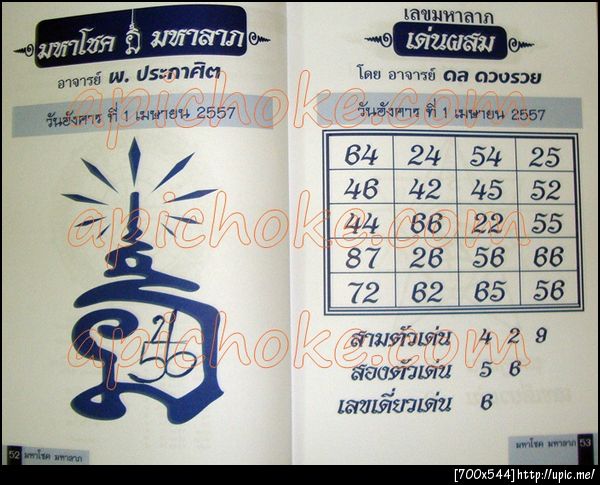 มหาโชค มหาลาภ
อาจารย์ พ. ประกาศิต
วันอังคาร ที่ 1 เมษายน 2557
52 มหาโชค มหาลาภ
เลขมหาลาภ
เด่นผสม
โดย อาจารย์ ดล ดวงรวย
วันอังคาร ที่ 1 เมษายน 2557
64 24 54 25
46 42 45 52
44 66 22 55
87 26 56 66
72 62 65 56
สามตัวเด่น 4 2 9
สองตัวเด่น 5 6
เลขเดี่ยวเด่น 6
มหาโชค มหาลาภ 53
apichoke.com
apichoke.com
apichoke.com
[700x544]http://upic.me/